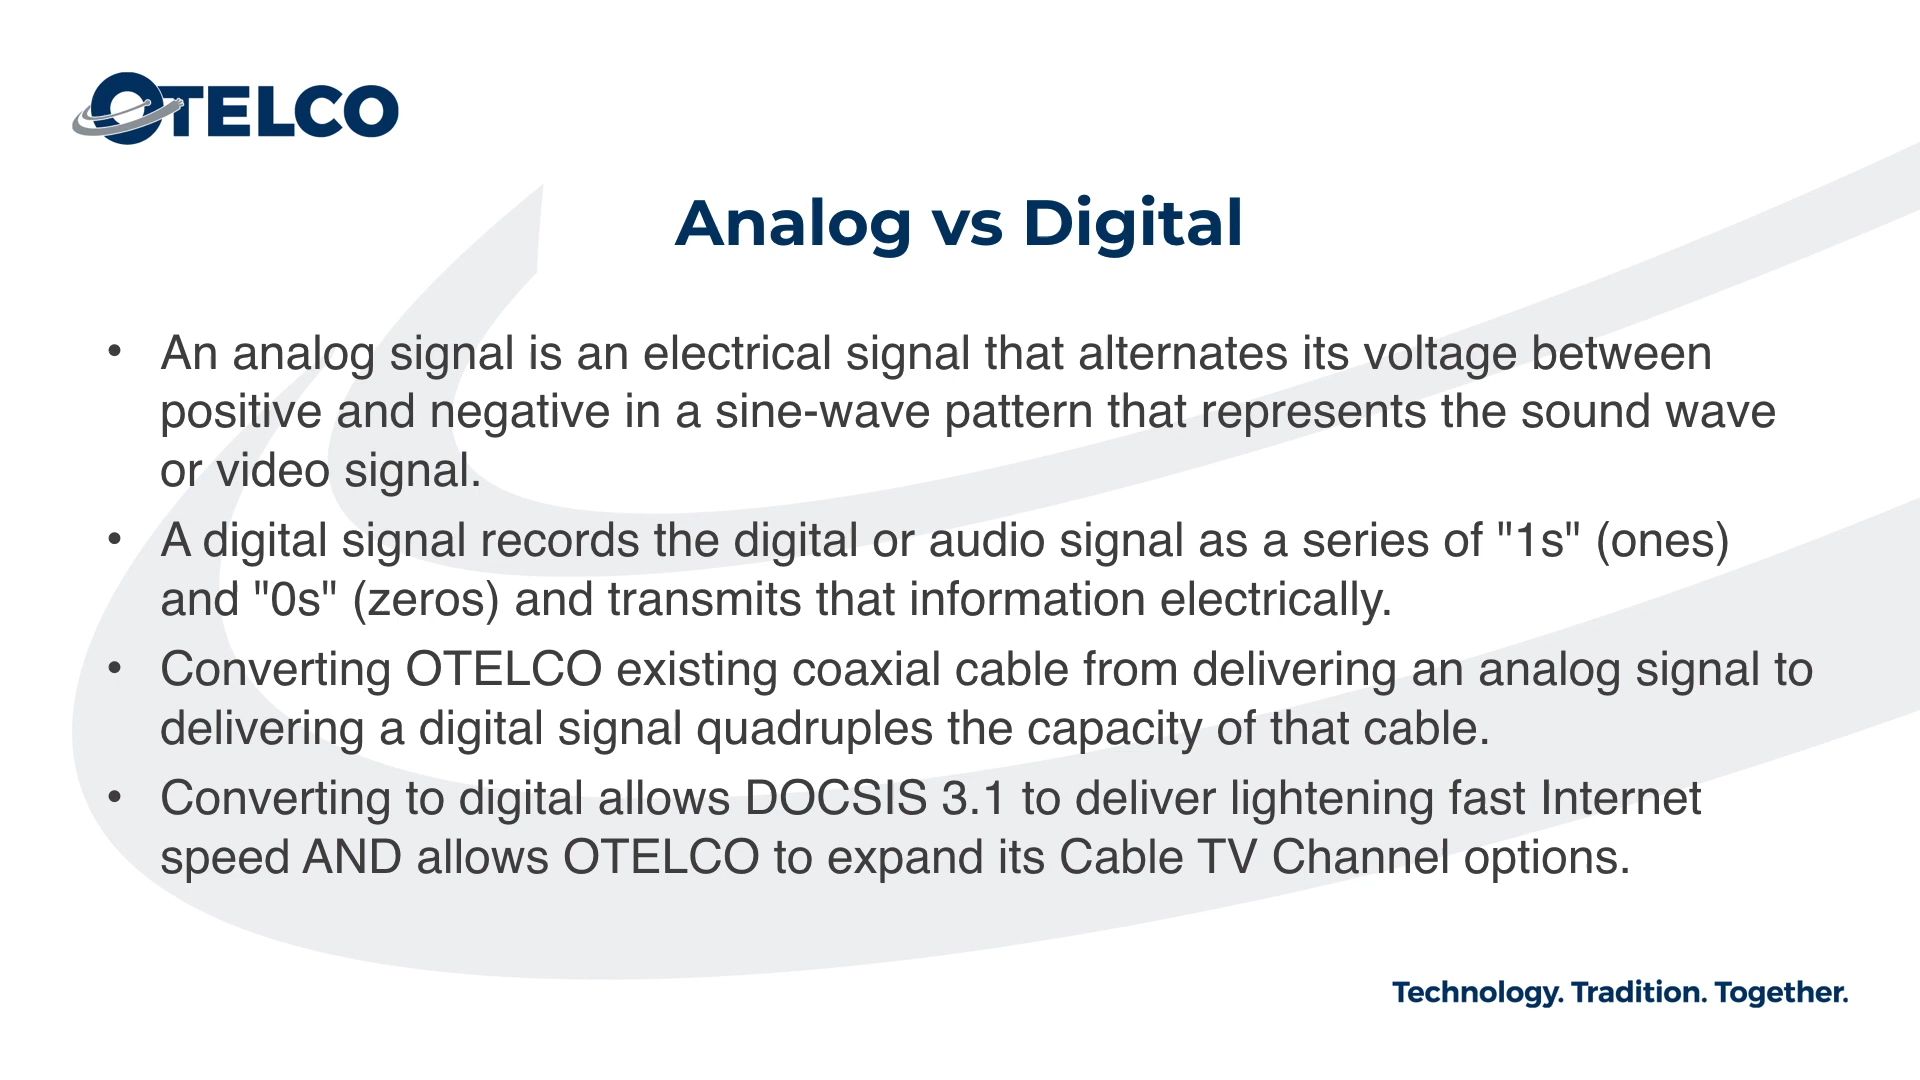 OTELCO
Analog vs Digital
• An analog signal is an electrical signal that alternates its voltage between
positive and negative in a sine-wave pattern that represents the sound wave
or video signal.
• A digital signal records the digital or audio signal as a series of "1s" (ones)
and "0s" (zeros) and transmits that information electrically.
• Converting OTELCO existing coaxial cable from delivering an analog signal to
delivering a digital signal quadruples the capacity of that cable.
• Converting to digital allows DOCSIS 3.1 to deliver lightening fast Internet
speed AND allows OTELCO to expand its Cable TV Channel options.
Technology. Tradition. Together.